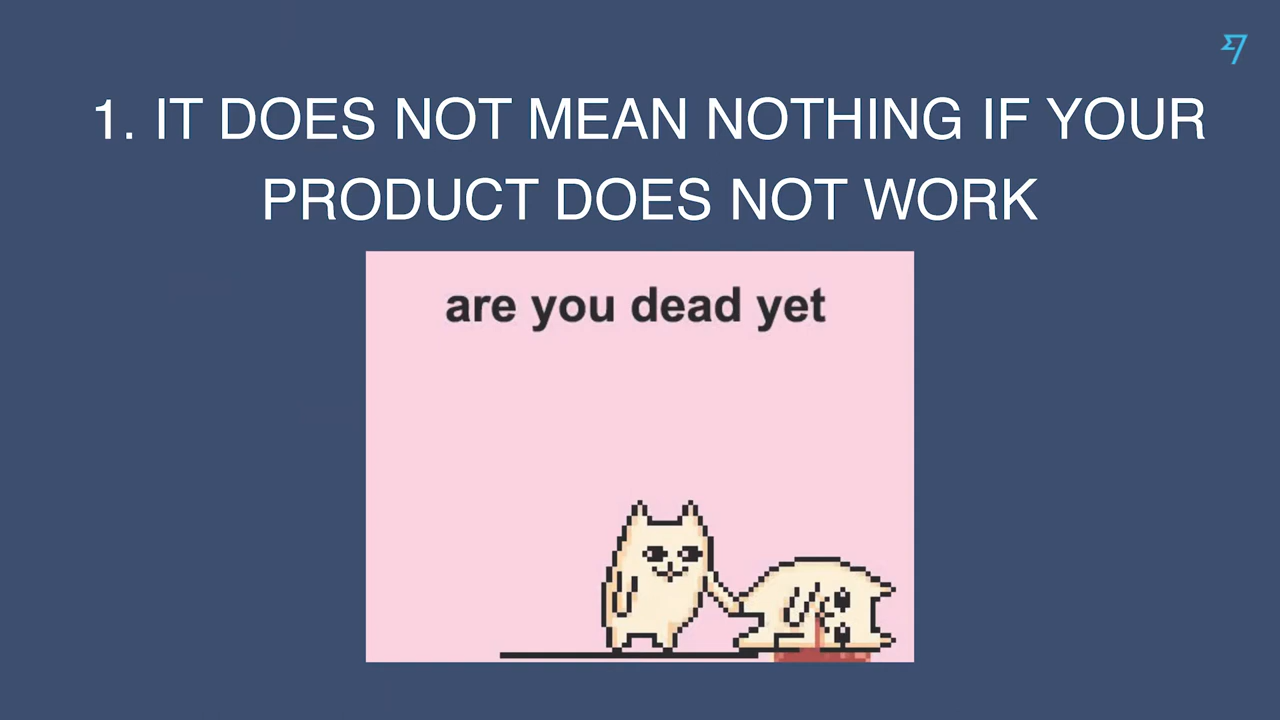 1. IT DOES NOT MEAN NOTHING IF YOUR
PRODUCT DOES NOT WORK
are you dead yet